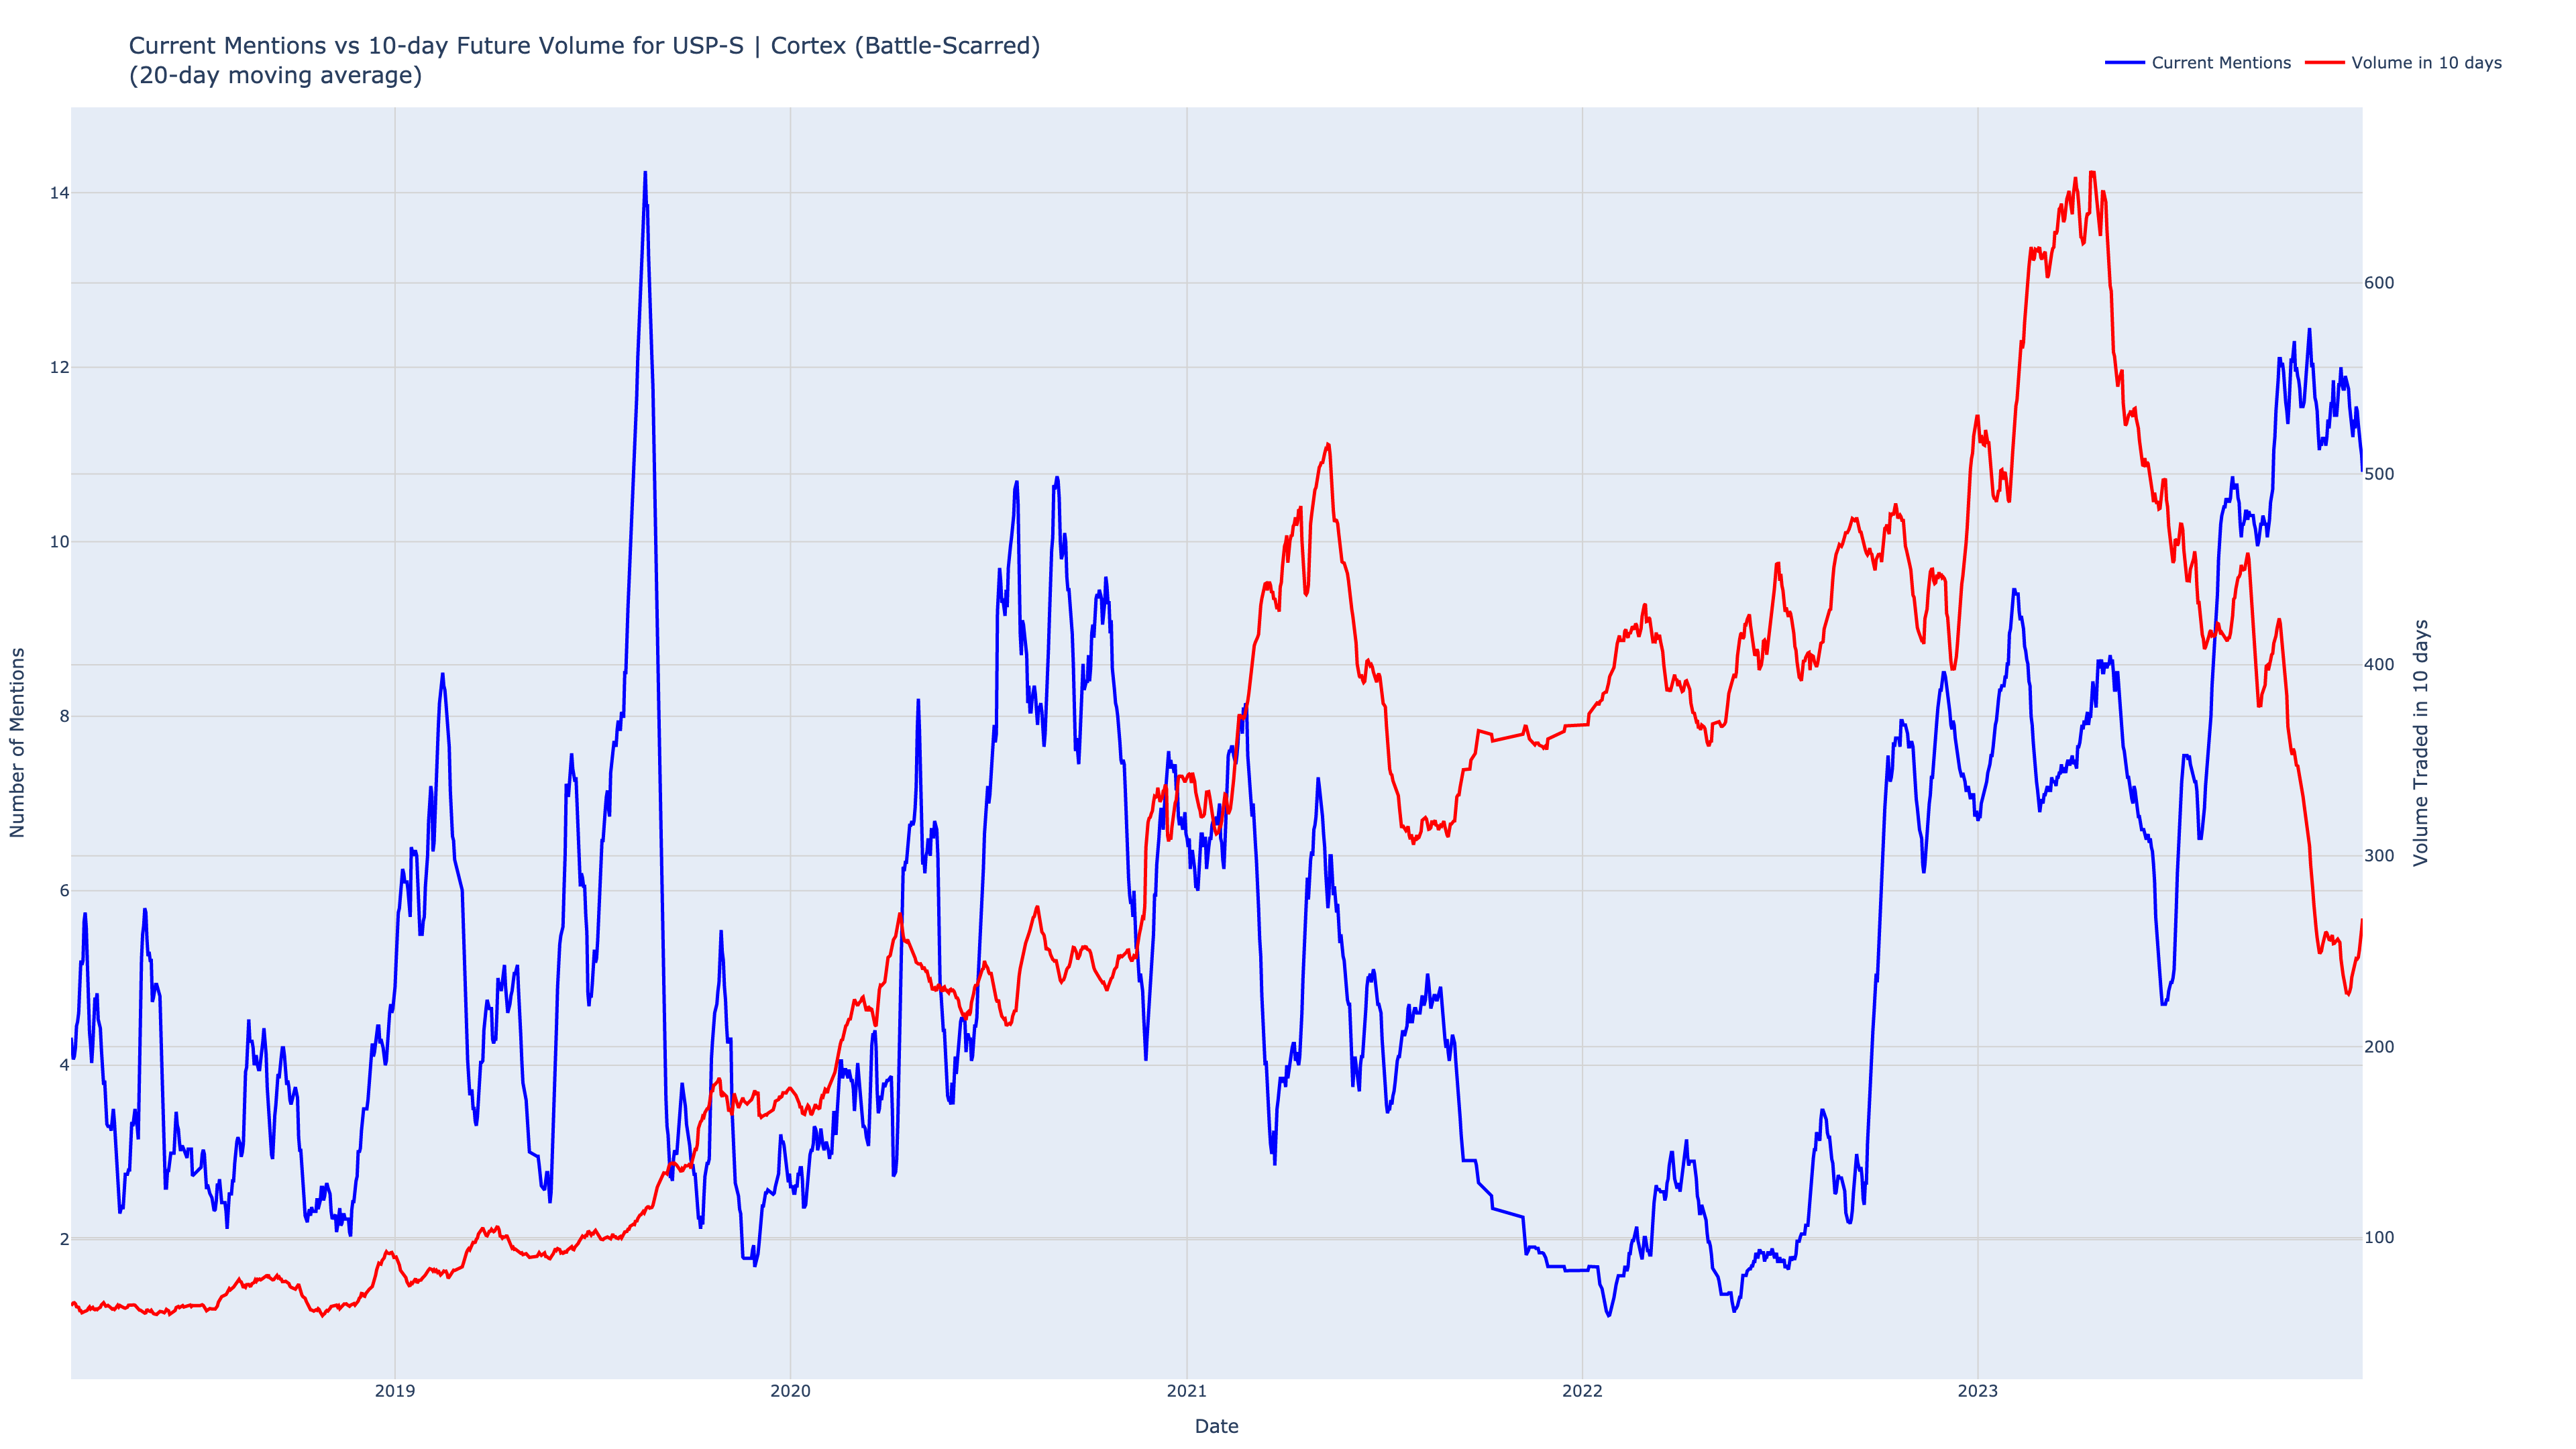 Current Mentions vs 10-day Future Volume for USP-S | Cortex (Battle-Scarred)
(20-day moving average)
Current Mentions
Volume in 10 days
14
12
10
8
6
4
2
Number of Mentions
600
500
400
300
200
100
Volume Traded in 10 days
2019
2020
2021
2022
2023
Date